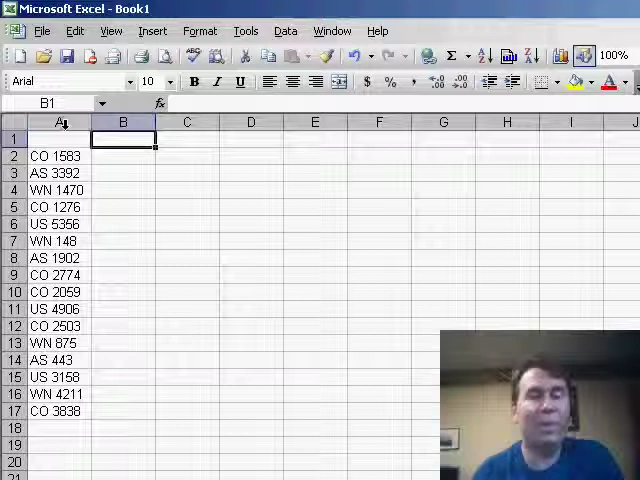 Microsoft Excel - Book1
File Edit View Insert Format Tools Data Window Help
Σ 100%
Arial 10 B I U $ % ,
B1 fx
A B C D E F G H I J
1
2 CO 1583
3 AS 3392
4 WN 1470
5 CO 1276
6 US 5356
7 WN 148
8 AS 1902
9 CO 2774
10 CO 2059
11 US 4906
12 CO 2503
13 WN 875
14 AS 443
15 US 3158
16 WN 4211
17 CO 3838
18
19
20
21